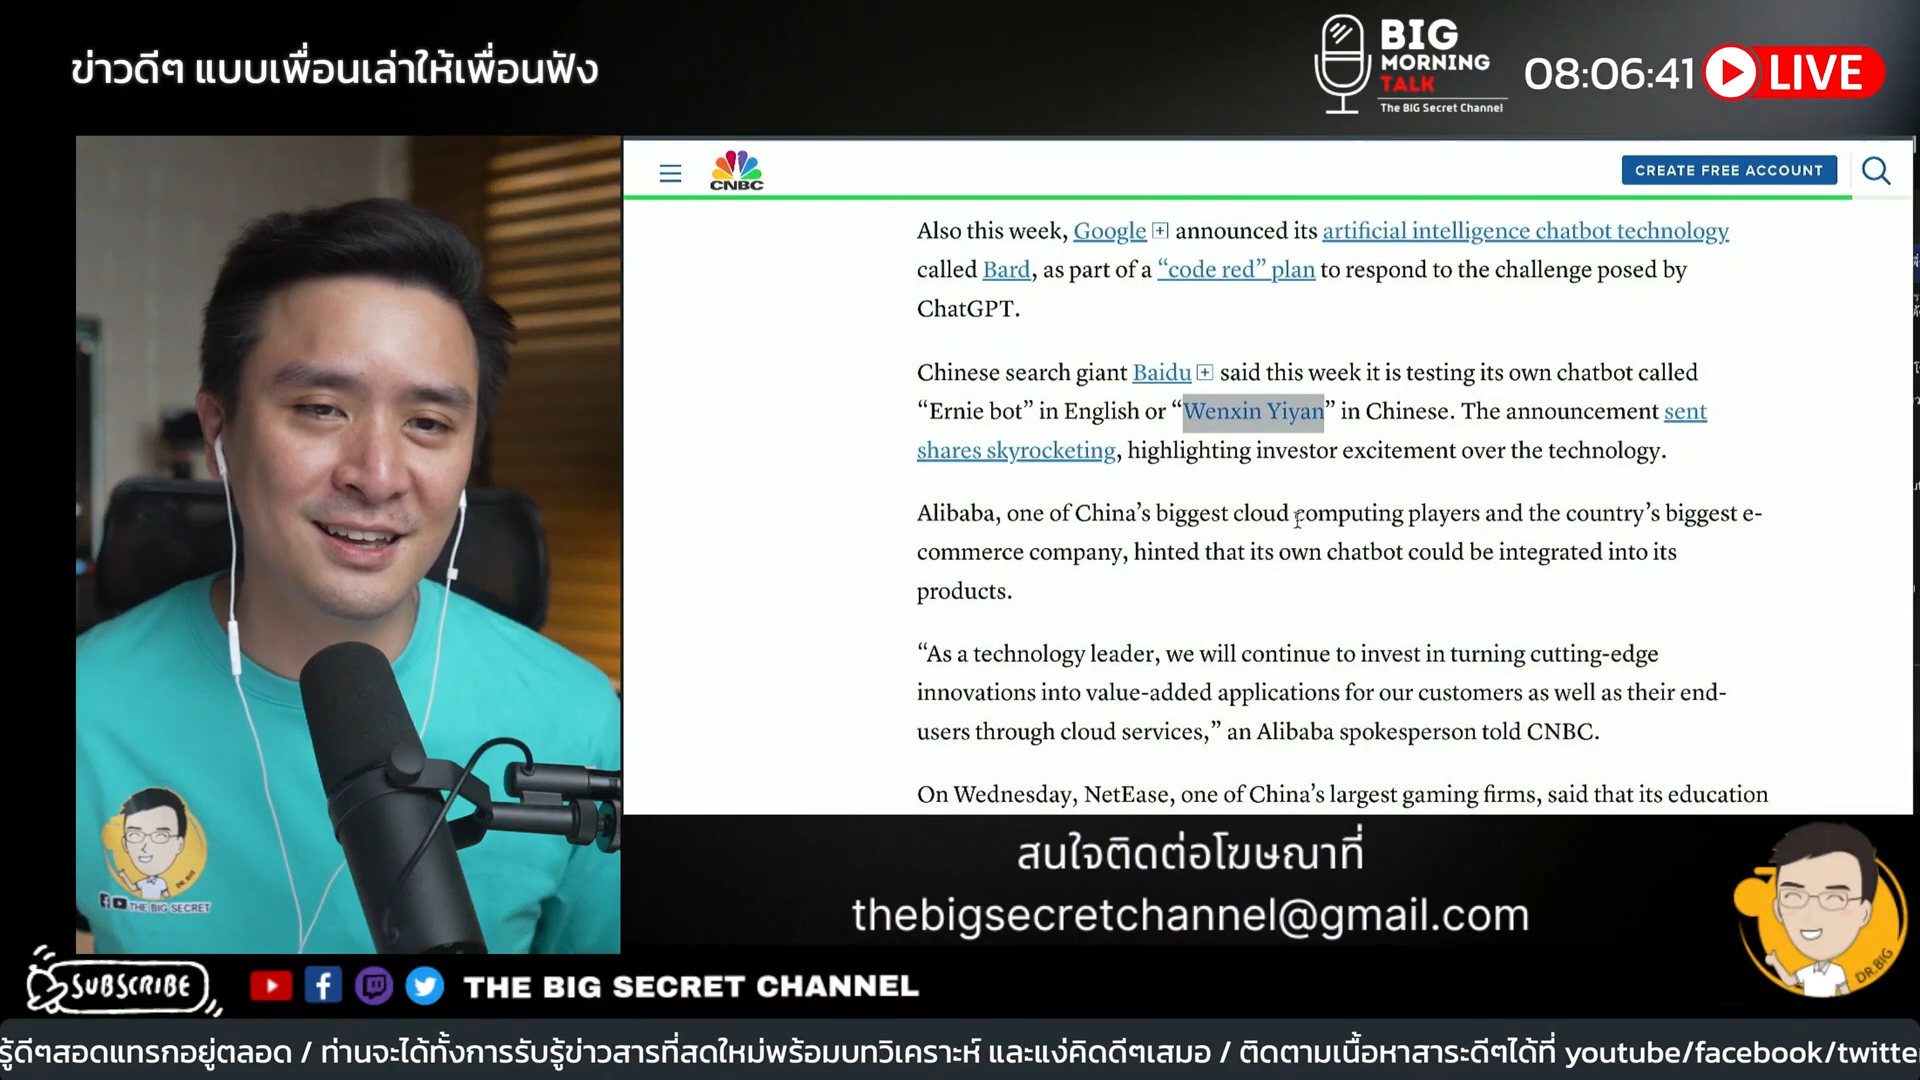 ข่าวดีๆ แบบเพื่อนเล่าให้เพื่อนฟัง
BIG
MORNING
TALK
The BIG Secret Channel
08:06:41
LIVE
CNBC
CREATE FREE ACCOUNT
Also this week, Google announced its artificial intelligence chatbot technology
called Bard, as part of a “code red” plan to respond to the challenge posed by
ChatGPT.
Chinese search giant Baidu said this week it is testing its own chatbot called
“Ernie bot” in English or “Wenxin Yiyan” in Chinese. The announcement sent
shares skyrocketing, highlighting investor excitement over the technology.
Alibaba, one of China’s biggest cloud computing players and the country’s biggest e-
commerce company, hinted that its own chatbot could be integrated into its
products.
“As a technology leader, we will continue to invest in turning cutting-edge
innovations into value-added applications for our customers as well as their end-
users through cloud services,” an Alibaba spokesperson told CNBC.
On Wednesday, NetEase, one of China’s largest gaming firms, said that its education
DR.BIG
THE BIG SECRET
สนใจติดต่อโฆษณาที่
thebigsecretchannel@gmail.com
DR.BIG
SUBSCRIBE
THE BIG SECRET CHANNEL
รู้ดีๆสอดแทรกอยู่ตลอด / ท่านจะได้ทั้งการรับรู้ข่าวสารที่สดใหม่พร้อมบทวิเคราะห์ และแง่คิดดีๆเสมอ / ติดตามเนื้อหาสาระดีๆได้ที่ youtube/facebook/twitte